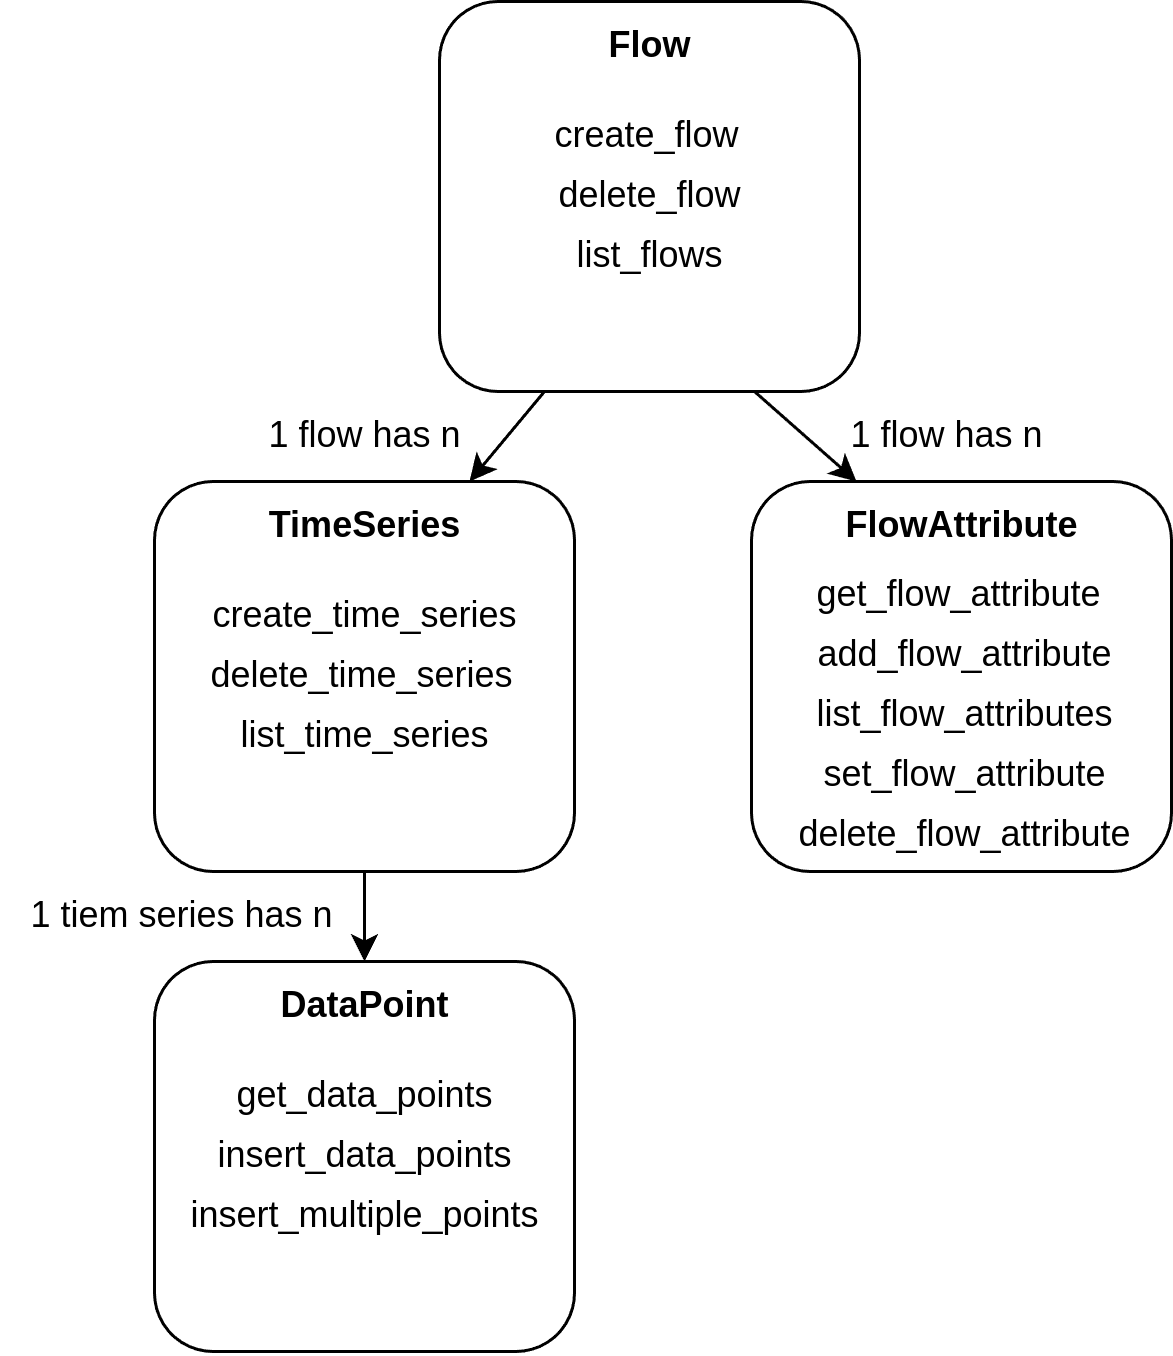 Flow
create_flow
delete_flow
list_flows
1 flow has n
1 flow has n
TimeSeries
create_time_series
delete_time_series
list_time_series
FlowAttribute
get_flow_attribute
add_flow_attribute
list_flow_attributes
set_flow_attribute
delete_flow_attribute
1 tiem series has n
DataPoint
get_data_points
insert_data_points
insert_multiple_points